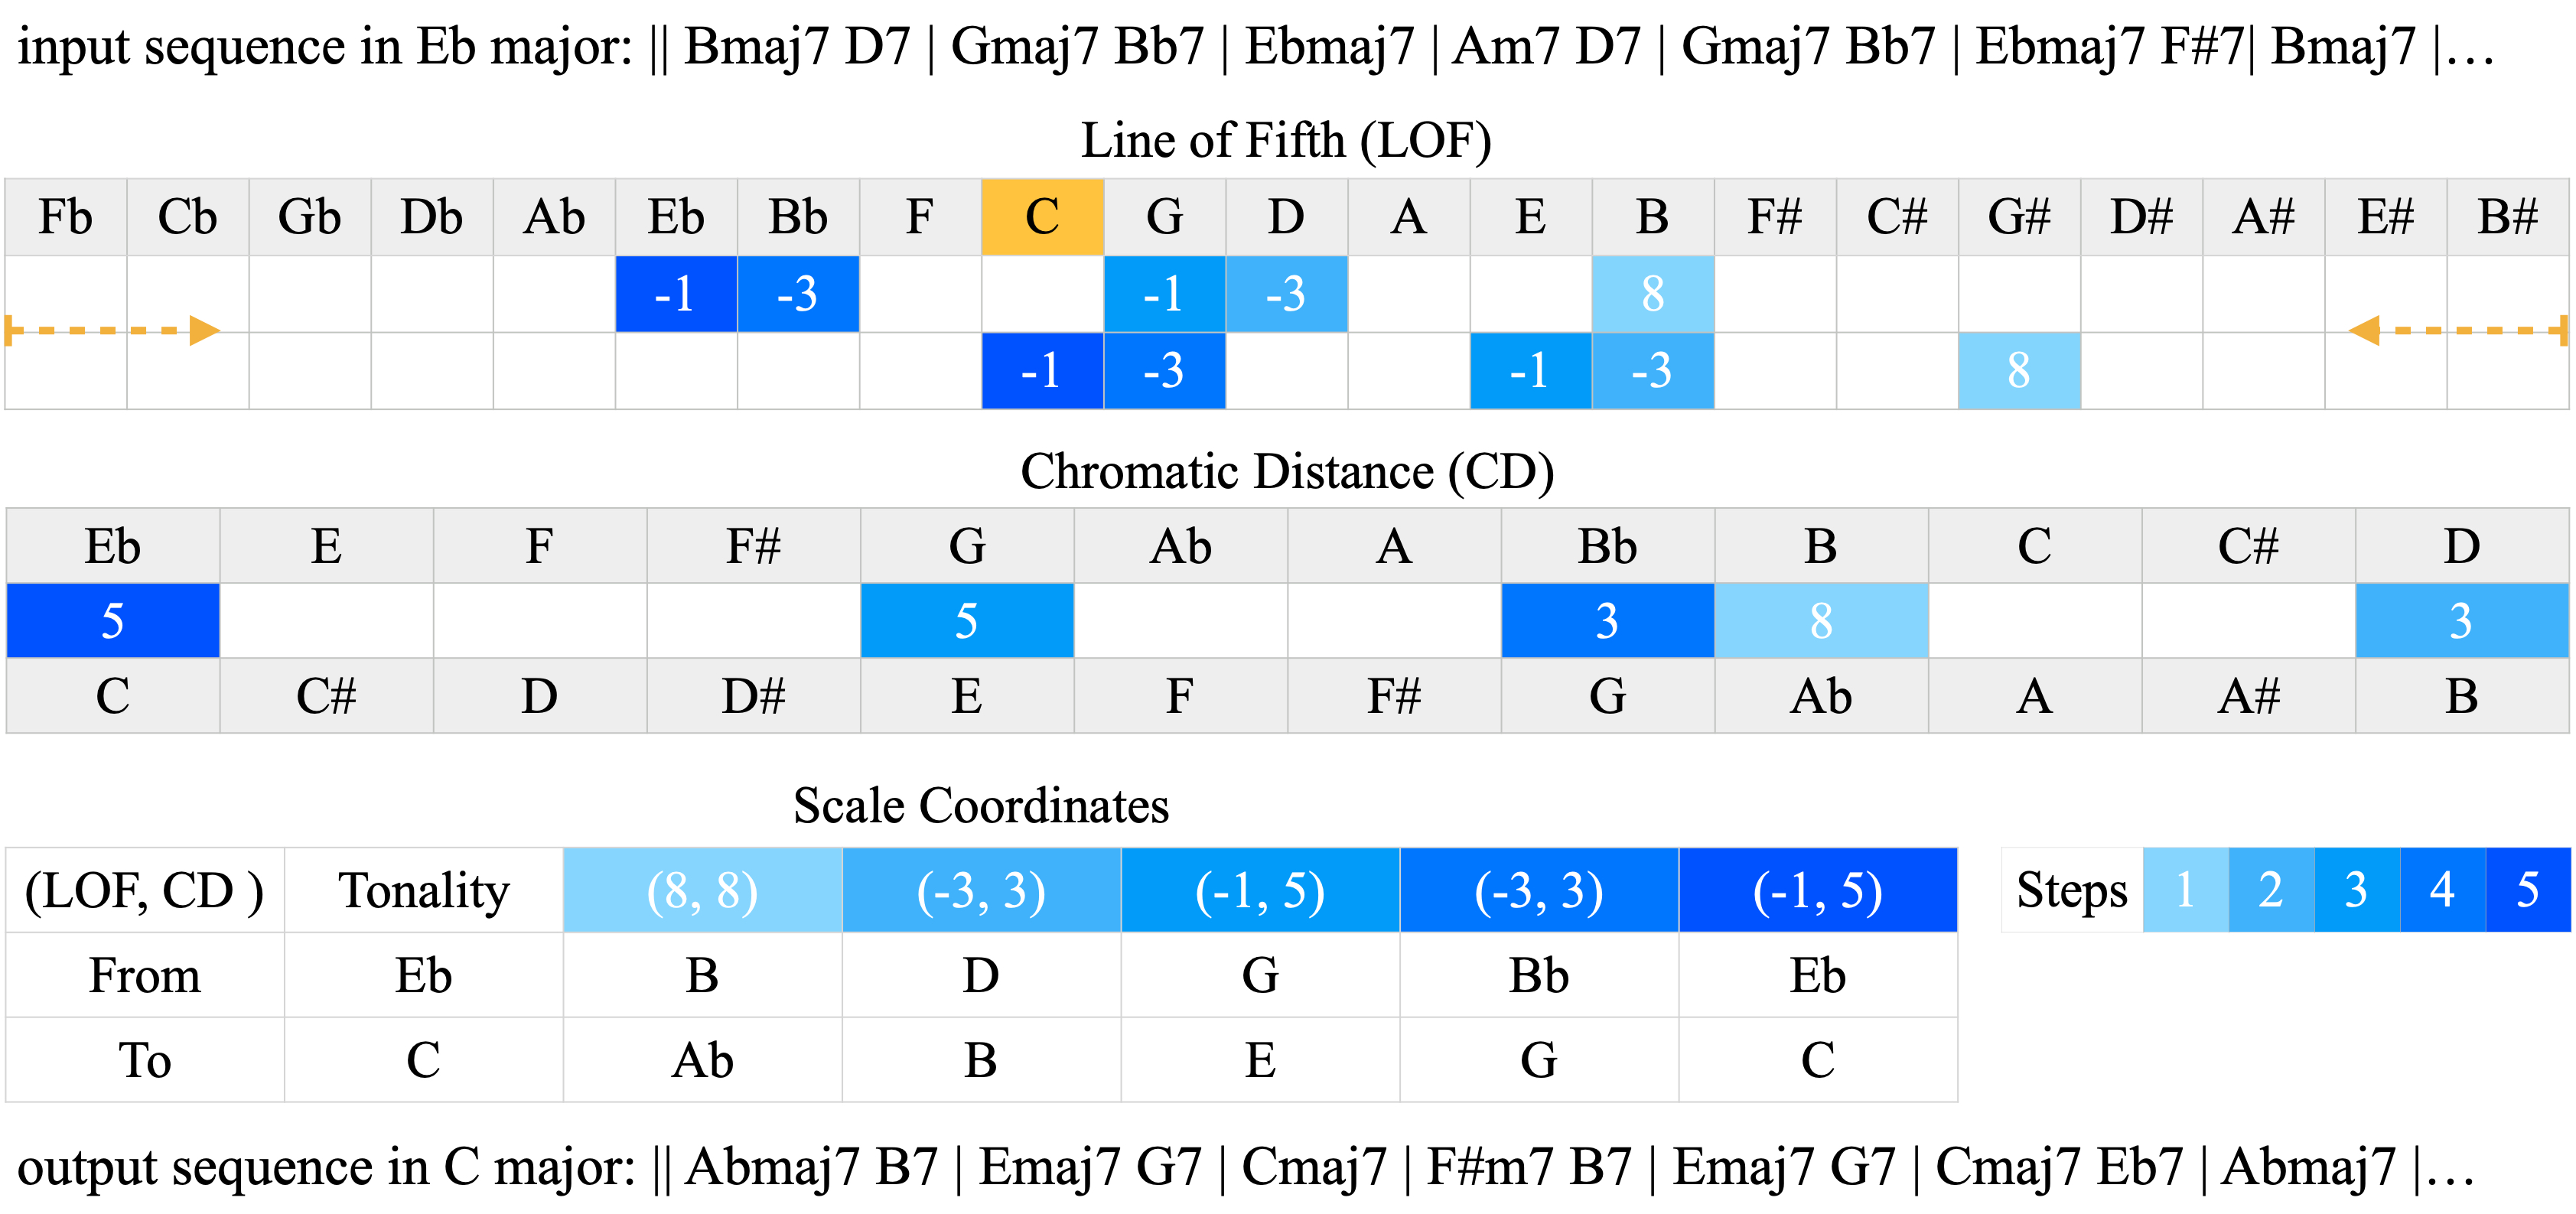 input sequence in Eb major: || Bmaj7 D7 | Gmaj7 Bb7 | Ebmaj7 | Am7 D7 | Gmaj7 Bb7 | Ebmaj7 F#7| Bmaj7 |…
Line of Fifth (LOF)
Fb Cb Gb Db Ab Eb Bb F C G D A E B F# C# G# D# A# E# B#
-1 -3 -1 -3 8
-1 -3 -1 -3 8
Chromatic Distance (CD)
Eb E F F# G Ab A Bb B C C# D
5 5 3 8 3
C C# D D# E F F# G Ab A A# B
Scale Coordinates
(LOF, CD ) Tonality (8, 8) (-3, 3) (-1, 5) (-3, 3) (-1, 5) Steps 1 2 3 4 5
From Eb B D G Bb Eb
To C Ab B E G C
output sequence in C major: || Abmaj7 B7 | Emaj7 G7 | Cmaj7 | F#m7 B7 | Emaj7 G7 | Cmaj7 Eb7 | Abmaj7 |…